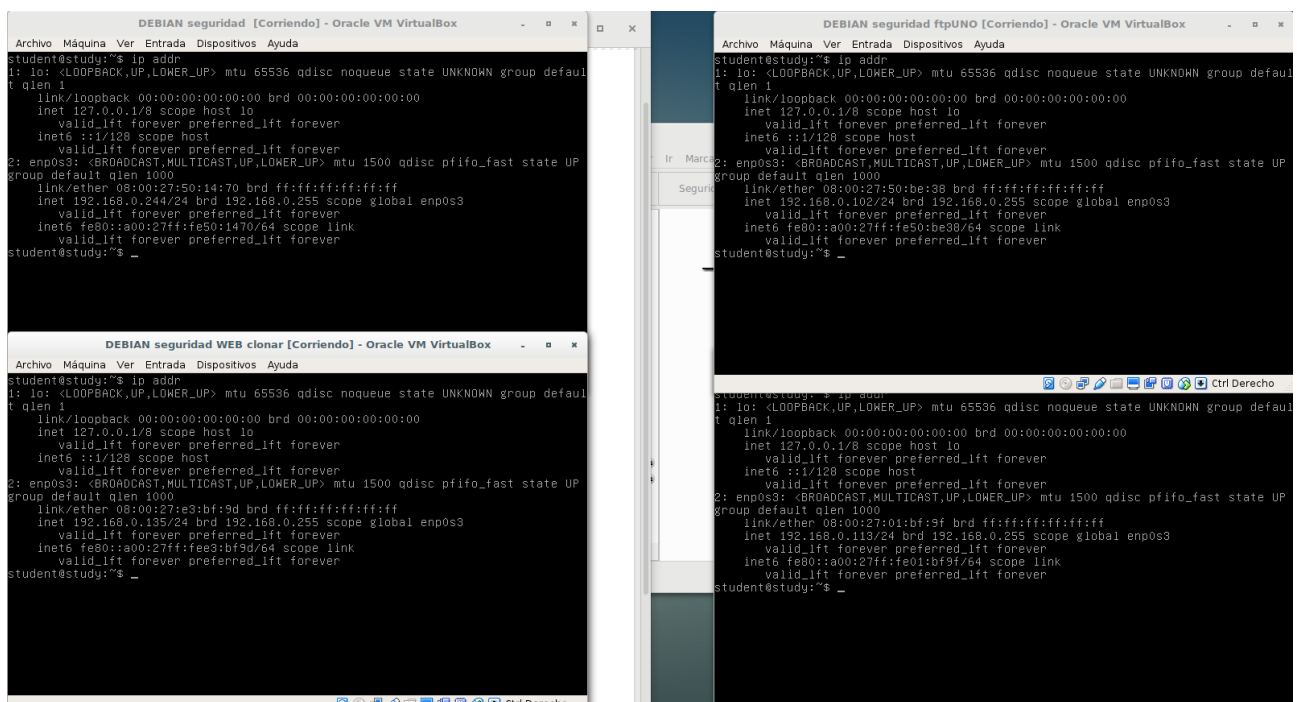 DEBIAN seguridad [Corriendo] - Oracle VM VirtualBox
Archivo Máquina Ver Entrada Dispositivos Ayuda
student@study:~$ ip addr
1: lo: <LOOPBACK,UP,LOWER_UP> mtu 65536 qdisc noqueue state UNKNOWN group defaul
t qlen 1
link/loopback 00:00:00:00:00:00 brd 00:00:00:00:00:00
inet 127.0.0.1/8 scope host lo
valid_lft forever preferred_lft forever
inet6 ::1/128 scope host
valid_lft forever preferred_lft forever
2: enp0s3: <BROADCAST,MULTICAST,UP,LOWER_UP> mtu 1500 qdisc pfifo_fast state UP
group default qlen 1000
link/ether 08:00:27:50:14:70 brd ff:ff:ff:ff:ff:ff
inet 192.168.0.244/24 brd 192.168.0.255 scope global enp0s3
valid_lft forever preferred_lft forever
inet6 fe80::a00:27ff:fe50:1470/64 scope link
valid_lft forever preferred_lft forever
student@study:~$ _
DEBIAN seguridad WEB clonar [Corriendo] - Oracle VM VirtualBox
Archivo Máquina Ver Entrada Dispositivos Ayuda
student@study:~$ ip addr
1: lo: <LOOPBACK,UP,LOWER_UP> mtu 65536 qdisc noqueue state UNKNOWN group defaul
t qlen 1
link/loopback 00:00:00:00:00:00 brd 00:00:00:00:00:00
inet 127.0.0.1/8 scope host lo
valid_lft forever preferred_lft forever
inet6 ::1/128 scope host
valid_lft forever preferred_lft forever
2: enp0s3: <BROADCAST,MULTICAST,UP,LOWER_UP> mtu 1500 qdisc pfifo_fast state UP
group default qlen 1000
link/ether 08:00:27:e3:bf:9d brd ff:ff:ff:ff:ff:ff
inet 192.168.0.135/24 brd 192.168.0.255 scope global enp0s3
valid_lft forever preferred_lft forever
inet6 fe80::a00:27ff:fee3:bf9d/64 scope link
valid_lft forever preferred_lft forever
student@study:~$ _
Ir Marca
Segurid
DEBIAN seguridad ftpUNO [Corriendo] - Oracle VM VirtualBox
Archivo Máquina Ver Entrada Dispositivos Ayuda
student@study:~$ ip addr
1: lo: <LOOPBACK,UP,LOWER_UP> mtu 65536 qdisc noqueue state UNKNOWN group defaul
t qlen 1
link/loopback 00:00:00:00:00:00 brd 00:00:00:00:00:00
inet 127.0.0.1/8 scope host lo
valid_lft forever preferred_lft forever
inet6 ::1/128 scope host
valid_lft forever preferred_lft forever
2: enp0s3: <BROADCAST,MULTICAST,UP,LOWER_UP> mtu 1500 qdisc pfifo_fast state UP
group default qlen 1000
link/ether 08:00:27:50:be:38 brd ff:ff:ff:ff:ff:ff
inet 192.168.0.102/24 brd 192.168.0.255 scope global enp0s3
valid_lft forever preferred_lft forever
inet6 fe80::a00:27ff:fe50:be38/64 scope link
valid_lft forever preferred_lft forever
student@study:~$ _
Ctrl Derecho
student@study:~$ ip addr
1: lo: <LOOPBACK,UP,LOWER_UP> mtu 65536 qdisc noqueue state UNKNOWN group defaul
t qlen 1
link/loopback 00:00:00:00:00:00 brd 00:00:00:00:00:00
inet 127.0.0.1/8 scope host lo
valid_lft forever preferred_lft forever
inet6 ::1/128 scope host
valid_lft forever preferred_lft forever
2: enp0s3: <BROADCAST,MULTICAST,UP,LOWER_UP> mtu 1500 qdisc pfifo_fast state UP
group default qlen 1000
link/ether 08:00:27:01:bf:9f brd ff:ff:ff:ff:ff:ff
inet 192.168.0.113/24 brd 192.168.0.255 scope global enp0s3
valid_lft forever preferred_lft forever
inet6 fe80::a00:27ff:fe01:bf9f/64 scope link
valid_lft forever preferred_lft forever
student@study:~$ _